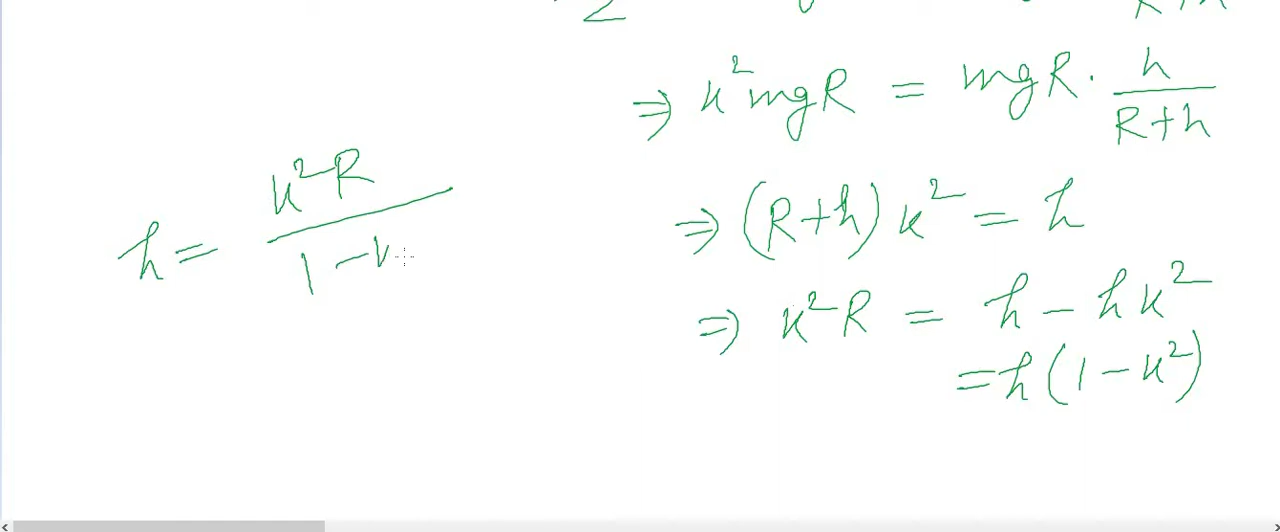 ⇒ k²mgR = mgR · h/(R+h)
⇒ (R+h)k² = h
⇒ k²R = h − hk²
= h(1−k²)
h = k²R/(1−k